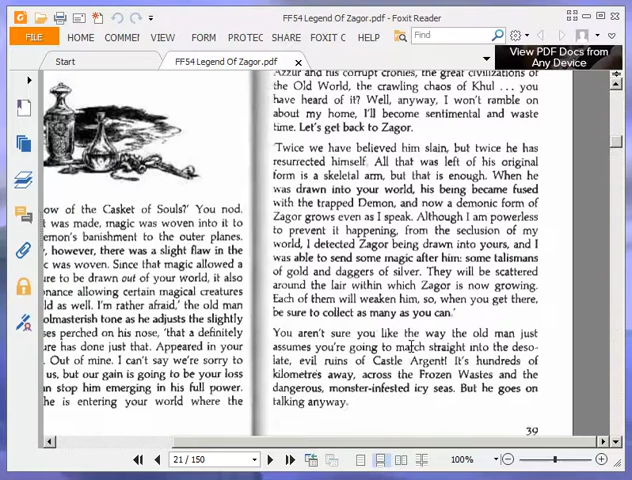 FF54 Legend Of Zagor.pdf - Foxit Reader
FILE
HOME
COMMEI
VIEW
FORM
PROTEC
SHARE
FOXIT C
HELP
Find
Start
FF54 Legend Of Zagor.pdf
View PDF Docs from
Any Device
ow of the Casket of Souls?' You nod.
t was made, magic was woven into it to
emon's banishment to the outer planes.
, however, there was a slight flaw in the
c was woven. Since that magic allowed a
ure to be drawn out of your world, it also
nance allowing certain magical creatures
ld as well. I'm rather afraid,' the old man
olmasterish tone as he adjusts the slightly
ses perched on his nose, 'that a definitely
ure has done just that. Appeared in your
. Out of mine. I can't say we're sorry to
us, but our gain is going to be your loss
an stop him emerging in his full power.
he is entering your world where the
Azzur and his corrupt cronies, the great civilizations of
the Old World, the crawling chaos of Khul . . . you
have heard of it? Well, anyway, I won't ramble on
about my home, I'll become sentimental and waste
time. Let's get back to Zagor.
'Twice we have believed him slain, but twice he has
resurrected himself. All that was left of his original
form is a skeletal arm, but that is enough. When he
was drawn into your world, his being became fused
with the trapped Demon, and now a demonic form of
Zagor grows even as I speak. Although I am powerless
to prevent it happening, from the seclusion of my
world, I detected Zagor being drawn into yours, and I
was able to send some magic after him: some talismans
of gold and daggers of silver. They will be scattered
around the lair within which Zagor is now growing.
Each of them will weaken him, so, when you get there,
be sure to collect as many as you can.'
You aren't sure you like the way the old man just
assumes you're going to march straight into the deso-
late, evil ruins of Castle Argent! It's hundreds of
kilometres away, across the Frozen Wastes and the
dangerous, monster-infested icy seas. But he goes on
talking anyway.
39
21 / 150
100%